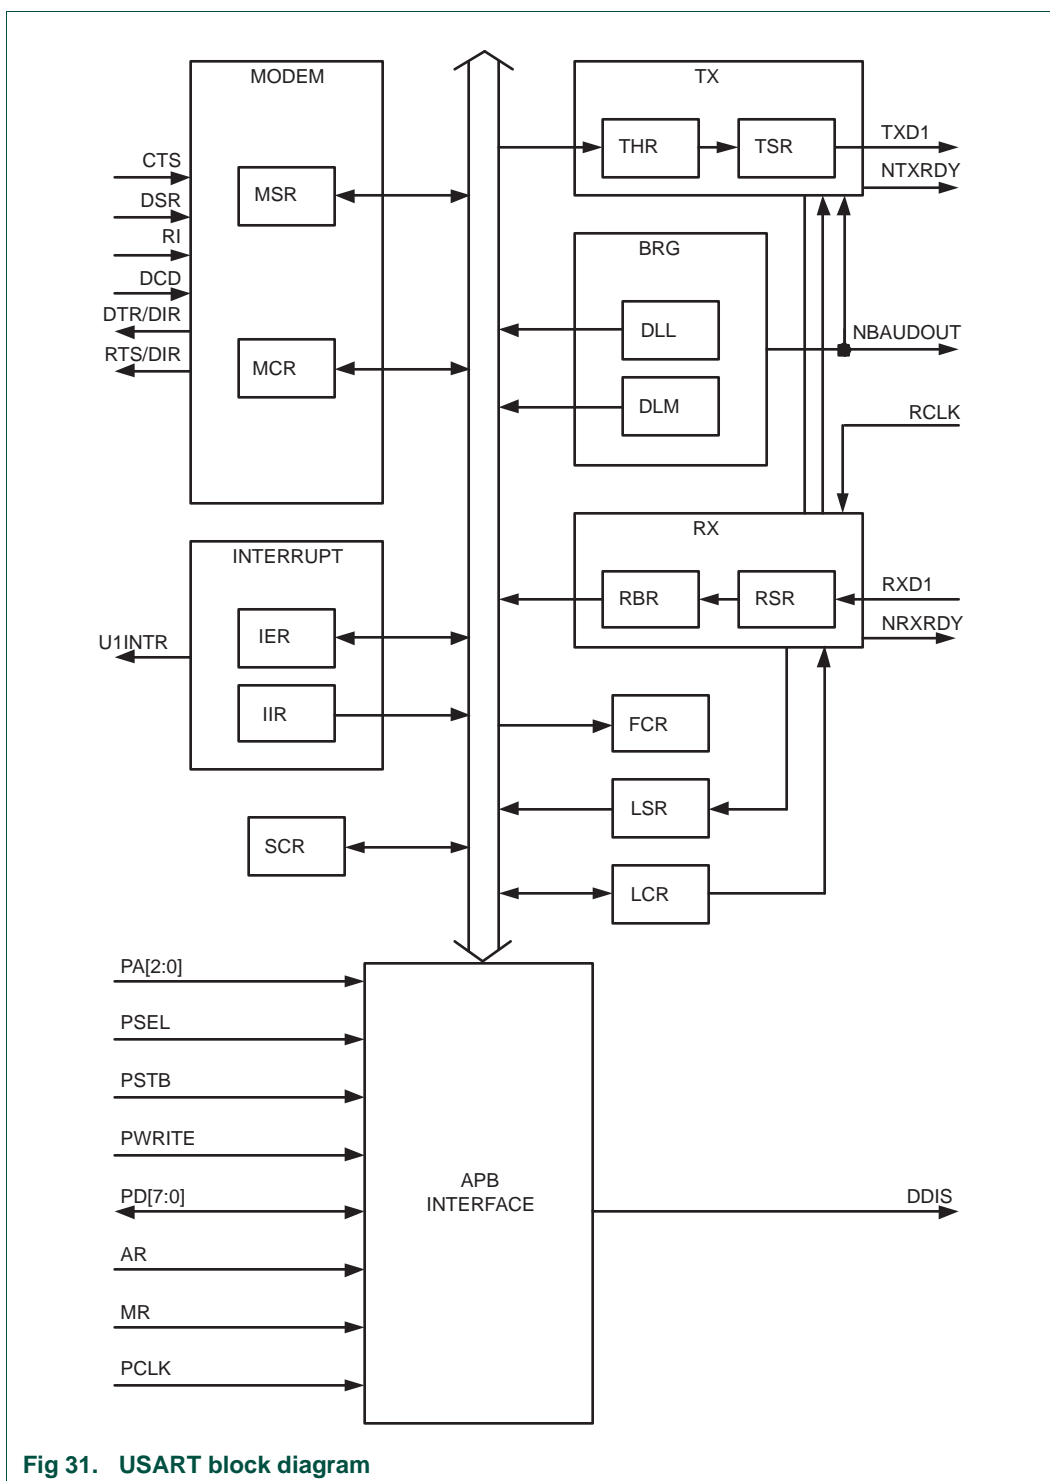 MODEM
CTS
DSR
RI
DCD
DTR/DIR
RTS/DIR
MSR
MCR
TX
THR
TSR
TXD1
NTXRDY
BRG
DLL
DLM
NBAUDOUT
RCLK
INTERRUPT
U1INTR
IER
IIR
RX
RBR
RSR
RXD1
NRXRDY
FCR
LSR
LCR
SCR
PA[2:0]
PSEL
PSTB
PWRITE
PD[7:0]
AR
MR
PCLK
APB
INTERFACE
DDIS
Fig 31. USART block diagram